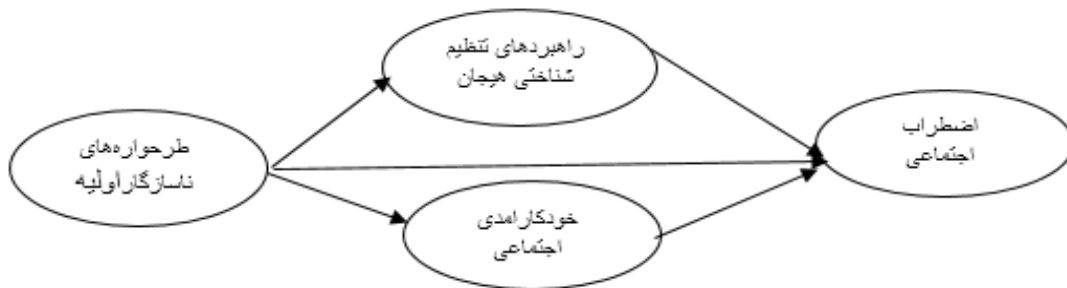 راهبردهای تنظیم
شناختی هیجان
اضطراب
اجتماعی
طرحواره‌های
ناسازگار اولیه
خودکارامدی
اجتماعی